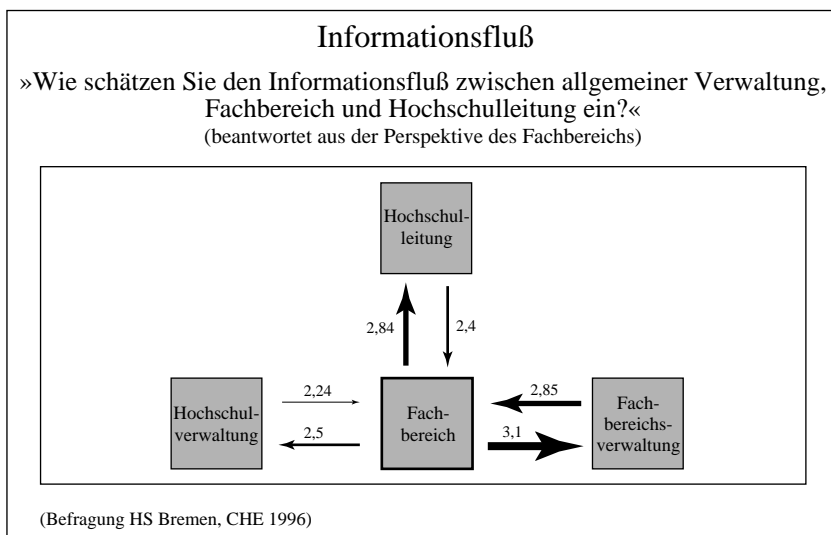 Informationsfluß
»Wie schätzen Sie den Informationsfluß zwischen allgemeiner Verwaltung,
Fachbereich und Hochschulleitung ein?«
(beantwortet aus der Perspektive des Fachbereichs)
Hochschul-
leitung
2,84
2,4
Hochschul-
verwaltung
2,24
2,5
Fach-
bereich
2,85
3,1
Fach-
bereichs-
verwaltung
(Befragung HS Bremen, CHE 1996)